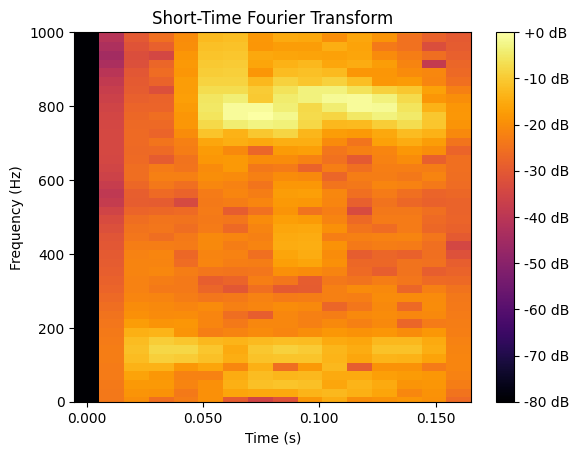 Short-Time Fourier Transform
1000
800
600
400
200
0
Frequency (Hz)
0.000
0.050
0.100
0.150
Time (s)
+0 dB
-10 dB
-20 dB
-30 dB
-40 dB
-50 dB
-60 dB
-70 dB
-80 dB